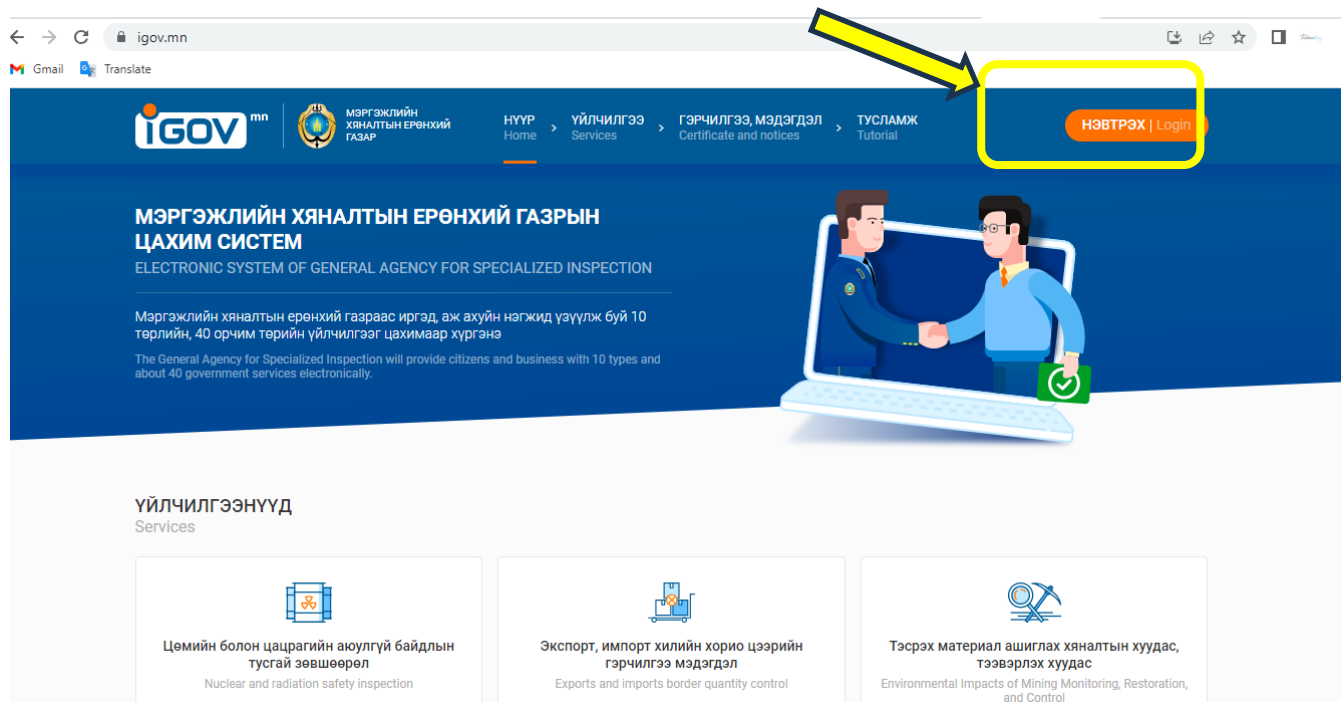 igov.mn
Gmail
Translate
iGOV mn
МЭРГЭЖЛИЙН
ХЯНАЛТЫН ЕРӨНХИЙ
ГАЗАР
НҮҮР
Home
ҮЙЛЧИЛГЭЭ
Services
ГЭРЧИЛГЭЭ, МЭДЭГДЭЛ
Certificate and notices
ТУСЛАМЖ
Tutorial
НЭВТРЭХ | Login
МЭРГЭЖЛИЙН ХЯНАЛТЫН ЕРӨНХИЙ ГАЗРЫН
ЦАХИМ СИСТЕМ
ELECTRONIC SYSTEM OF GENERAL AGENCY FOR SPECIALIZED INSPECTION
Мэргэжлийн хяналтын ерөнхий газраас иргэд, аж ахуйн нэгжид үзүүлж буй 10
төрлийн, 40 орчим төрийн үйлчилгээг цахимаар хүргэнэ
The General Agency for Specialized Inspection will provide citizens and business with 10 types and
about 40 government services electronically.
ҮЙЛЧИЛГЭЭНҮҮД
Services
Цөмийн болон цацрагийн аюулгүй байдлын
тусгай зөвшөөрөл
Nuclear and radiation safety inspection
Экспорт, импорт хилийн хорио цээрийн
гэрчилгээ мэдэгдэл
Exports and imports border quantity control
Тэсрэх материал ашиглах хяналтын хуудас,
тээвэрлэх хуудас
Environmental Impacts of Mining Monitoring, Restoration,
and Control